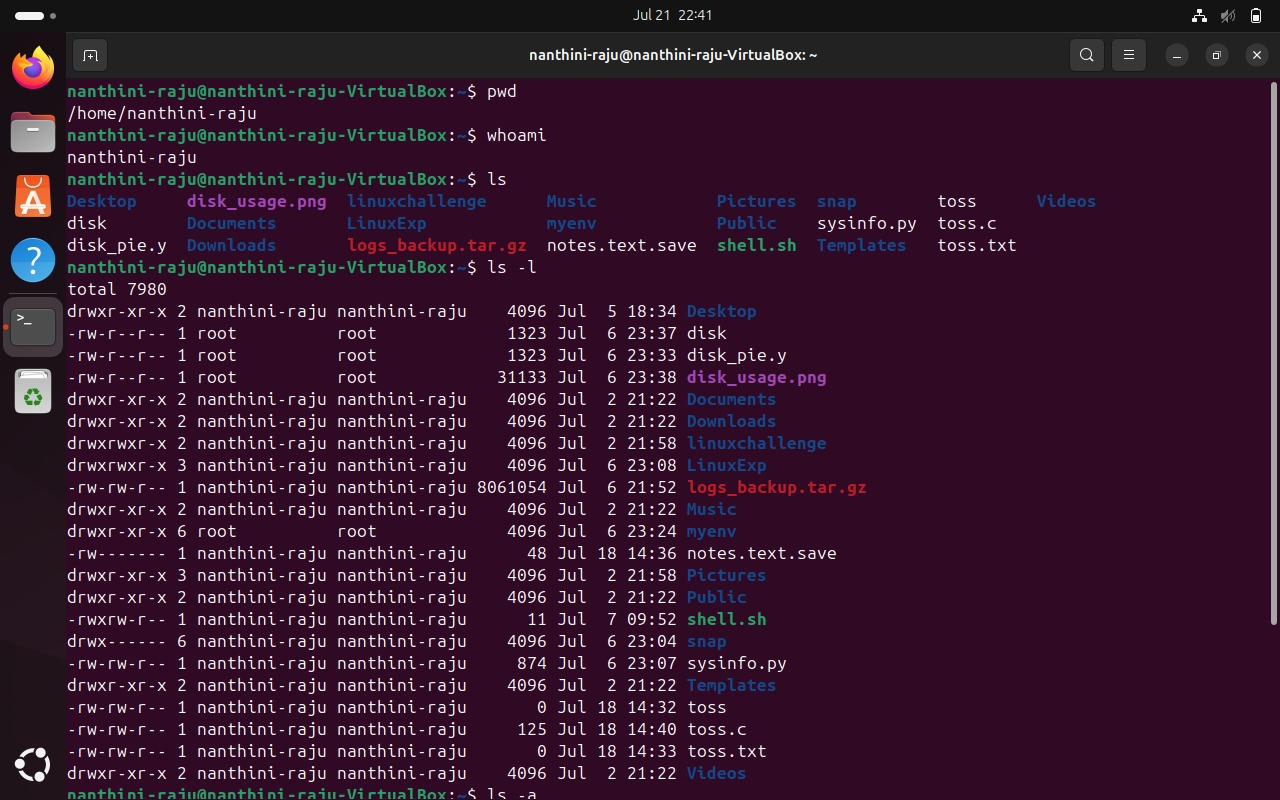 Jul 21 22:41
nanthini-raju@nanthini-raju-VirtualBox: ~
nanthini-raju@nanthini-raju-VirtualBox:~$ pwd
/home/nanthini-raju
nanthini-raju@nanthini-raju-VirtualBox:~$ whoami
nanthini-raju
nanthini-raju@nanthini-raju-VirtualBox:~$ ls
Desktop     disk_usage.png  linuxchallenge      Music            Pictures  snap        toss      Videos
disk        Documents       LinuxExp            myenv            Public    sysinfo.py  toss.c
disk_pie.y  Downloads       logs_backup.tar.gz  notes.text.save  shell.sh  Templates   toss.txt
nanthini-raju@nanthini-raju-VirtualBox:~$ ls -l
total 7980
drwxr-xr-x 2 nanthini-raju nanthini-raju    4096 Jul  5 18:34 Desktop
-rw-r--r-- 1 root          root             1323 Jul  6 23:37 disk
-rw-r--r-- 1 root          root             1323 Jul  6 23:33 disk_pie.y
-rw-r--r-- 1 root          root            31133 Jul  6 23:38 disk_usage.png
drwxr-xr-x 2 nanthini-raju nanthini-raju    4096 Jul  2 21:22 Documents
drwxr-xr-x 2 nanthini-raju nanthini-raju    4096 Jul  2 21:22 Downloads
drwxrwxr-x 2 nanthini-raju nanthini-raju    4096 Jul  2 21:58 linuxchallenge
drwxrwxr-x 3 nanthini-raju nanthini-raju    4096 Jul  6 23:08 LinuxExp
-rw-rw-r-- 1 nanthini-raju nanthini-raju 8061054 Jul  6 21:52 logs_backup.tar.gz
drwxr-xr-x 2 nanthini-raju nanthini-raju    4096 Jul  2 21:22 Music
drwxr-xr-x 6 root          root             4096 Jul  6 23:24 myenv
-rw------- 1 nanthini-raju nanthini-raju      48 Jul 18 14:36 notes.text.save
drwxr-xr-x 3 nanthini-raju nanthini-raju    4096 Jul  2 21:58 Pictures
drwxr-xr-x 2 nanthini-raju nanthini-raju    4096 Jul  2 21:22 Public
-rwxrw-r-- 1 nanthini-raju nanthini-raju      11 Jul  7 09:52 shell.sh
drwx------ 6 nanthini-raju nanthini-raju    4096 Jul  6 23:04 snap
-rw-rw-r-- 1 nanthini-raju nanthini-raju     874 Jul  6 23:07 sysinfo.py
drwxr-xr-x 2 nanthini-raju nanthini-raju    4096 Jul  2 21:22 Templates
-rw-rw-r-- 1 nanthini-raju nanthini-raju       0 Jul 18 14:32 toss
-rw-rw-r-- 1 nanthini-raju nanthini-raju     125 Jul 18 14:40 toss.c
-rw-rw-r-- 1 nanthini-raju nanthini-raju       0 Jul 18 14:33 toss.txt
drwxr-xr-x 2 nanthini-raju nanthini-raju    4096 Jul  2 21:22 Videos
nanthini-raju@nanthini-raju-VirtualBox:~$ ls -a